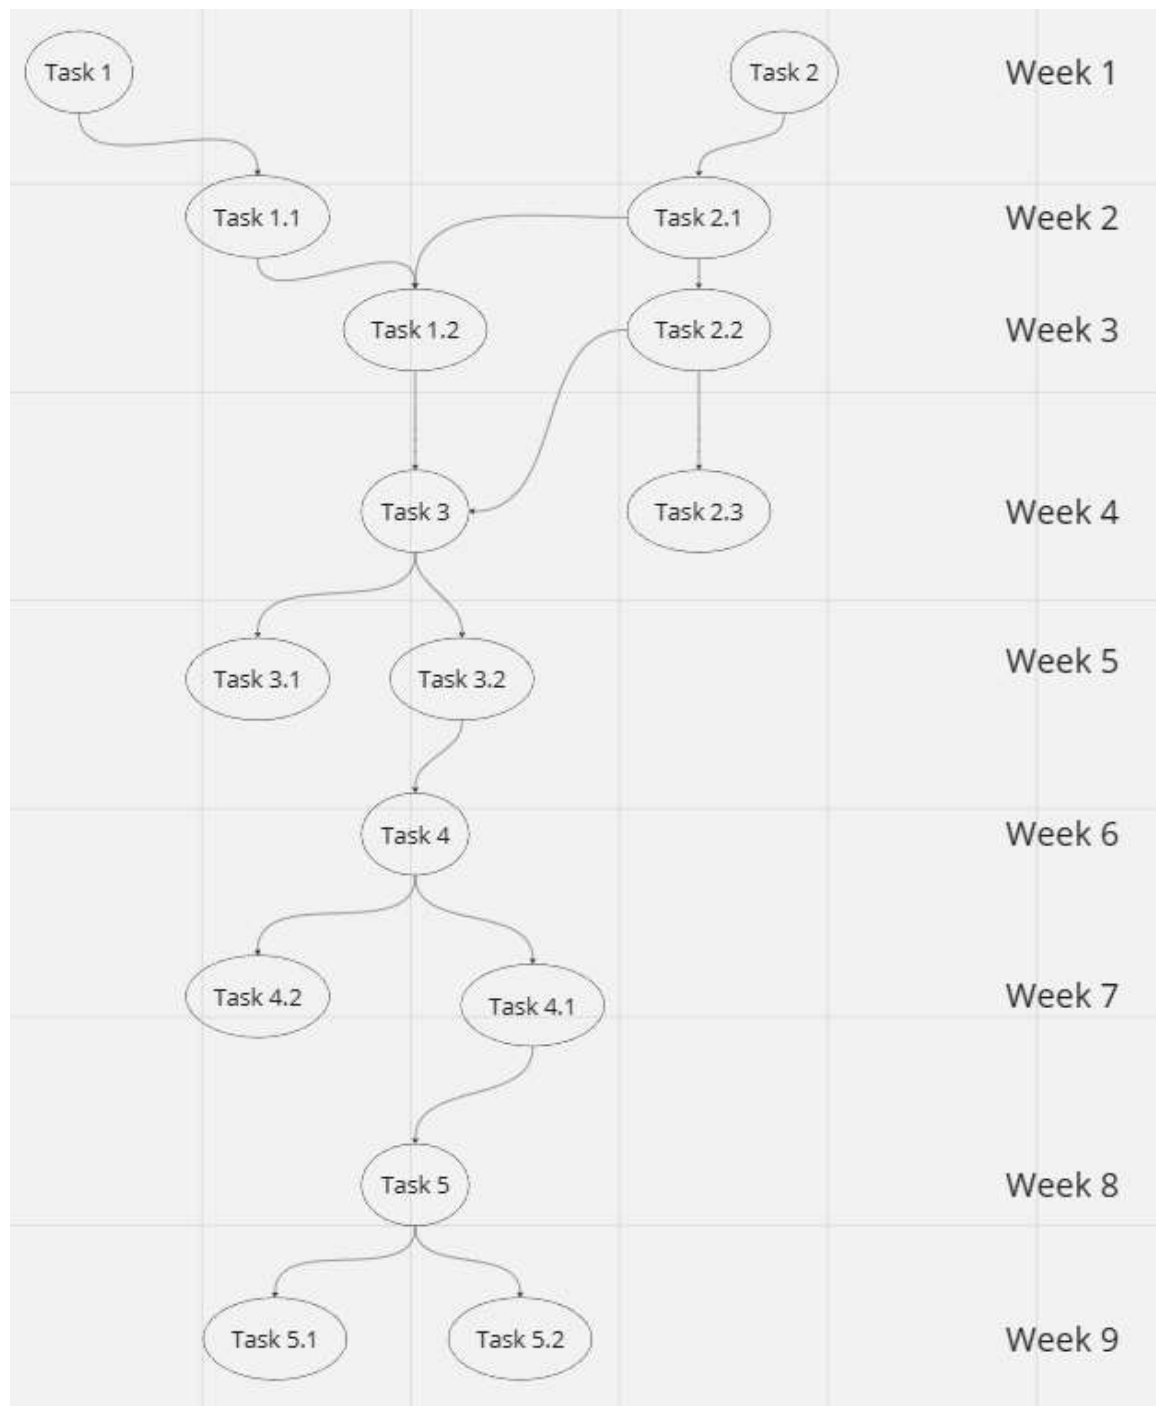 Task 1
Task 2
Week 1
Task 1.1
Task 2.1
Week 2
Task 1.2
Task 2.2
Week 3
Task 3
Task 2.3
Week 4
Task 3.1
Task 3.2
Week 5
Task 4
Week 6
Task 4.2
Task 4.1
Week 7
Task 5
Week 8
Task 5.1
Task 5.2
Week 9